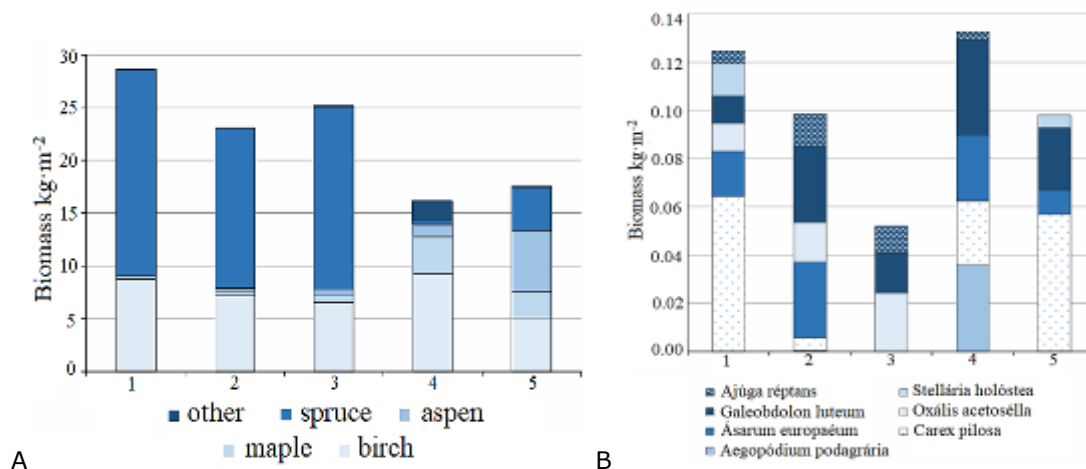 30
25
20
15
10
5
0
Biomass kg·m-2
1 2 3 4 5
other spruce aspen
maple birch
A
0.14
0.12
0.10
0.08
0.06
0.04
0.02
0.00
Biomass kg·m-2
1 2 3 4 5
Ajúga réptans Stellária holóstea
Galeobdolon luteum Oxális acetosélla
Ásarum europaéum Carex pilosa
Aegopódium podagrária
B